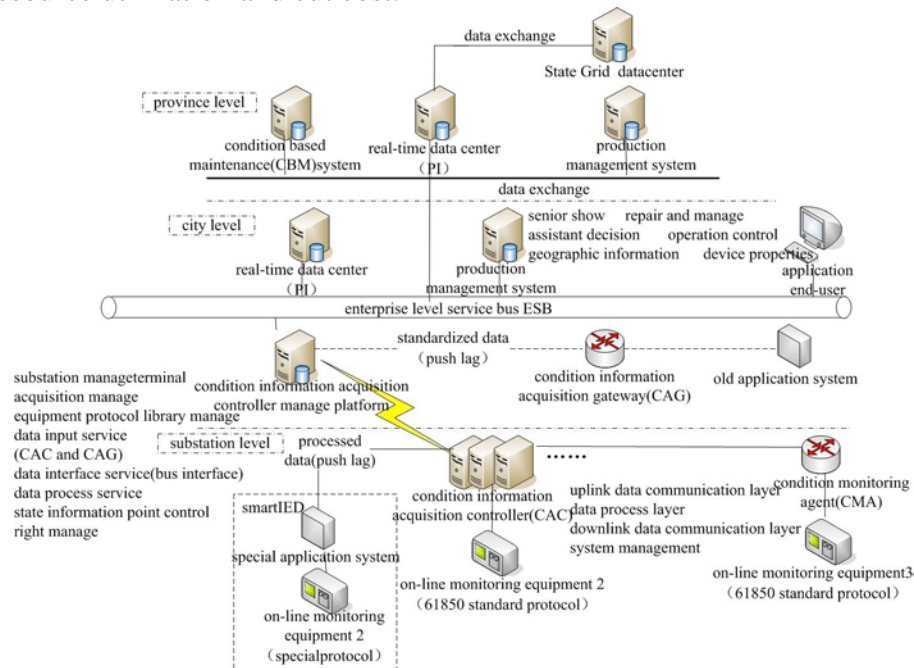 data exchange
State Grid datacenter
province level
condition based
maintenance(CBM)system
real-time data center
（PI）
production
management system
data exchange
city level
real-time data center
（PI）
production
management system
senior show repair and manage
assistant decision operation control
geographic information device properties
application
end-user
enterprise level service bus ESB
standardized data
（push lag）
condition information acquisition
controller manage platform
condition information
acquisition gateway(CAG)
old application system
substation manageterminal
acquisition manage
equipment protocol library manage
data input service
(CAC and CAG)
data interface service(bus interface)
data process service
state information point control
right manage
substation level
processed
data(push lag)
smartIED
special application system
on-line monitoring
equipment 2
（specialprotocol）
condition information
acquisition controller(CAC)
......
uplink data communication layer
data process layer
downlink data communication layer
system management
condition monitoring
agent(CMA)
on-line monitoring equipment 2
（61850 standard protocol）
on-line monitoring equipment3
（61850 standard protocol）